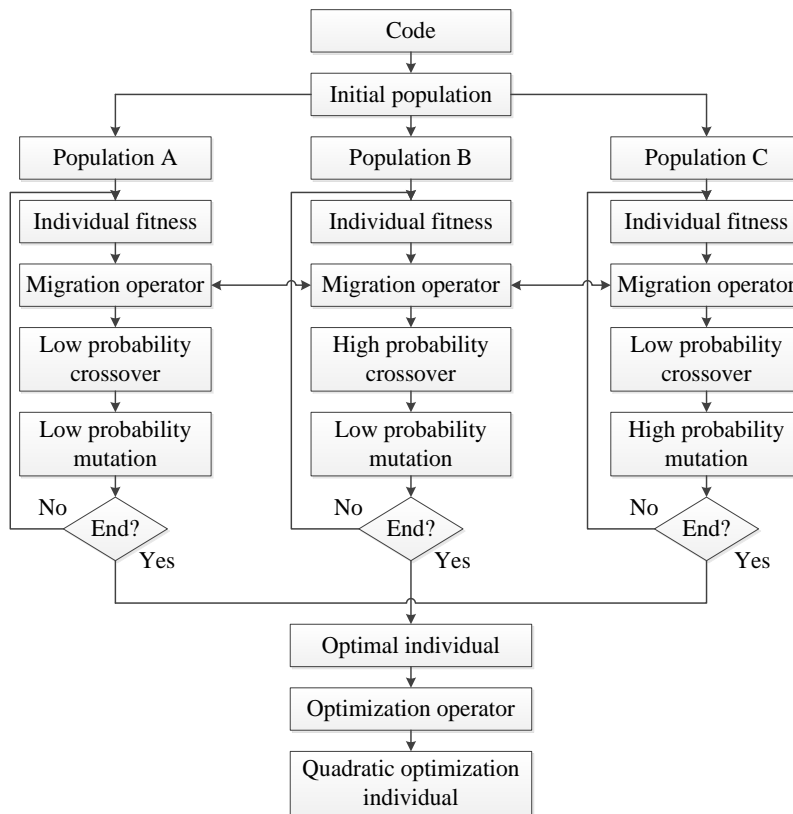 Code
Initial population
Population A
Population B
Population C
Individual fitness
Individual fitness
Individual fitness
Migration operator
Migration operator
Migration operator
Low probability
crossover
High probability
crossover
Low probability
crossover
Low probability
mutation
Low probability
mutation
High probability
mutation
No
End?
Yes
No
End?
Yes
No
End?
Yes
Optimal individual
Optimization operator
Quadratic optimization
individual